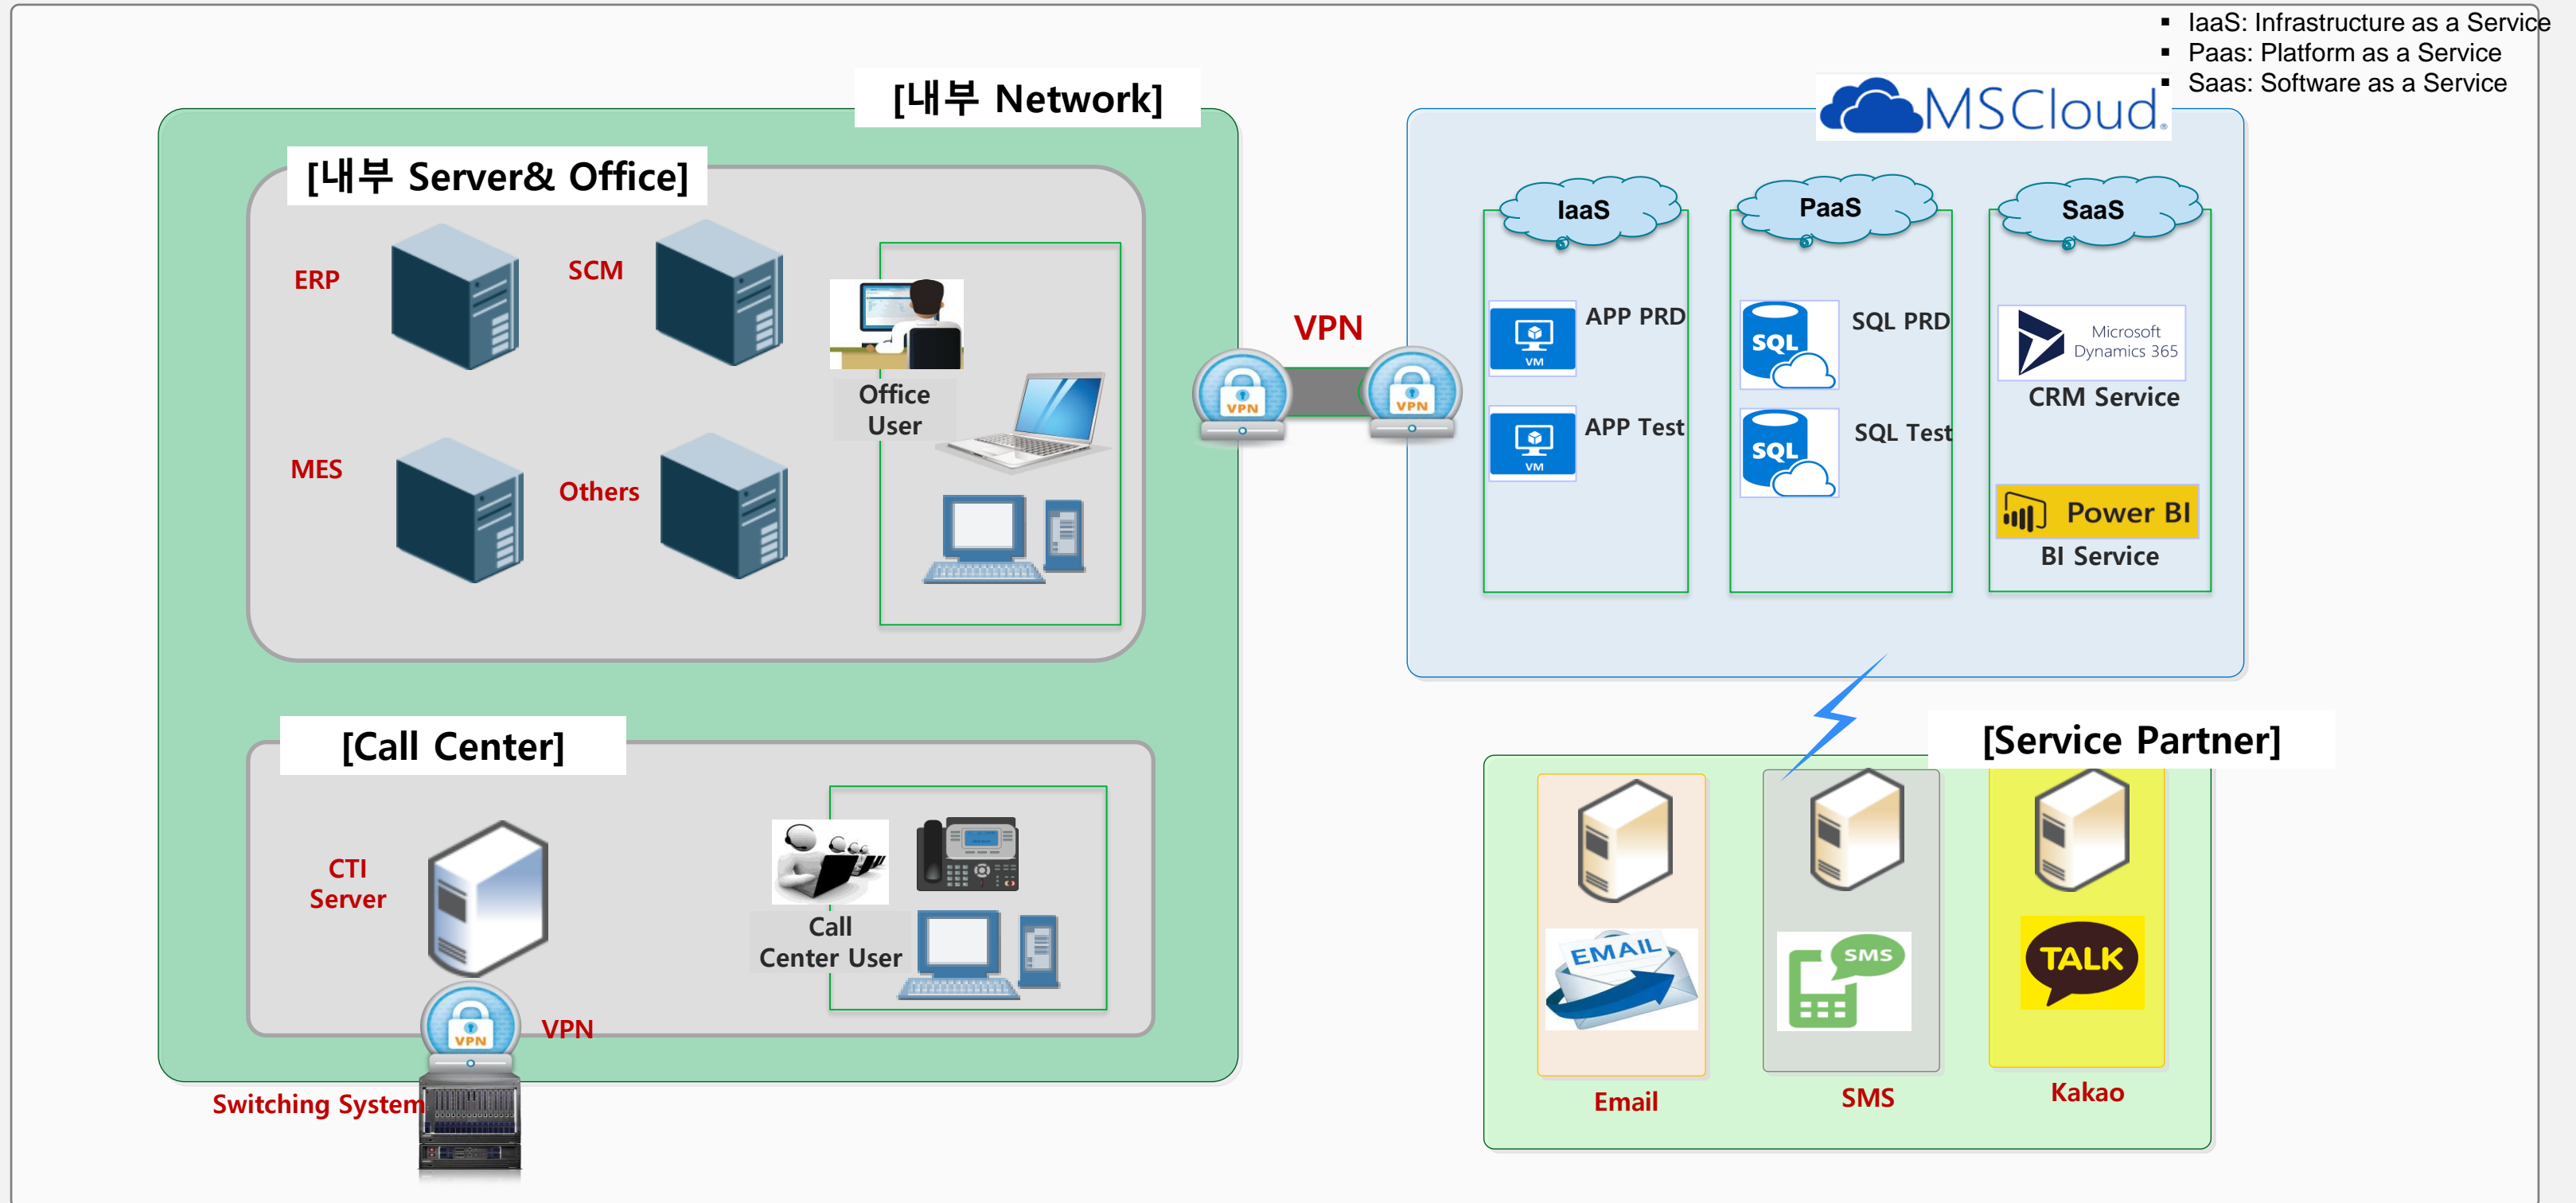 IaaS: Infrastructure as a Service
Paas: Platform as a Service
Saas: Software as a Service
[내부 Network]
MSCloud
[내부 Server& Office]
ERP
SCM
MES
Others
Office
User
VPN
VPN
VPN
IaaS
APP PRD
VM
APP Test
VM
PaaS
SQL PRD
SQL
SQL Test
SQL
SaaS
Microsoft
Dynamics 365
CRM Service
Power BI
BI Service
[Call Center]
CTI
Server
Call
Center User
VPN
VPN
Switching System
[Service Partner]
EMAIL
Email
SMS
SMS
TALK
Kakao